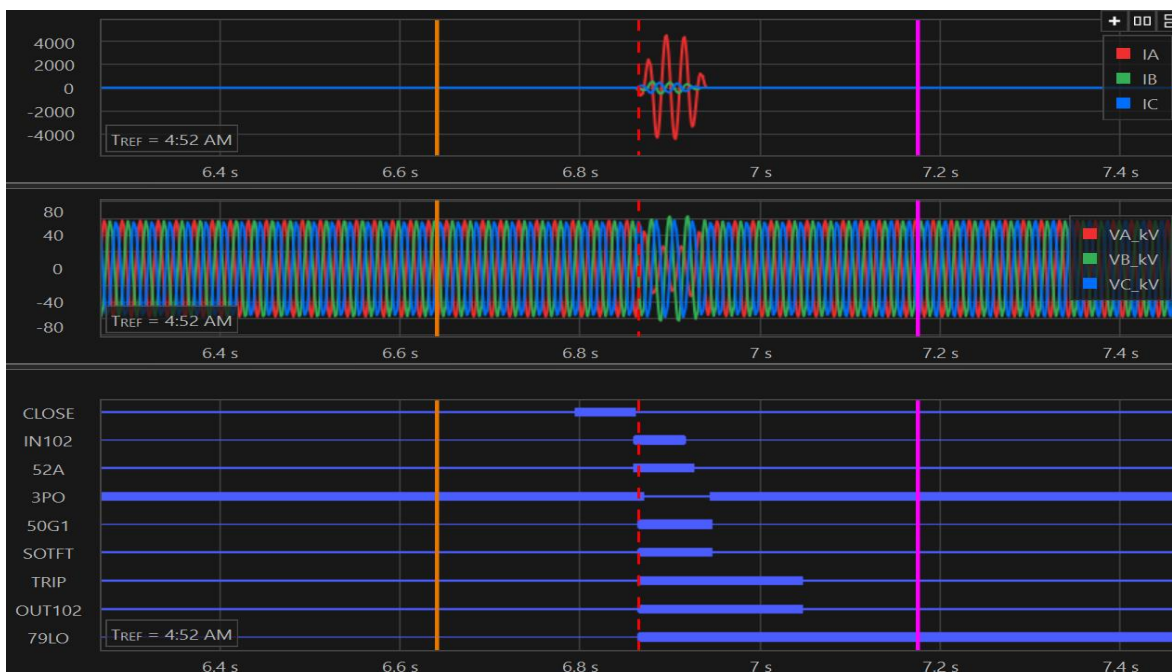 4000
2000
0
-2000
-4000
IA
IB
IC
TREF = 4:52 AM
6.4 s 6.6 s 6.8 s 7 s 7.2 s 7.4 s
80
40
0
-40
-80
VA_kV
VB_kV
VC_kV
TREF = 4:52 AM
6.4 s 6.6 s 6.8 s 7 s 7.2 s 7.4 s
CLOSE
IN102
52A
3PO
50G1
SOTFT
TRIP
OUT102
79LO TREF = 4:52 AM
6.4 s 6.6 s 6.8 s 7 s 7.2 s 7.4 s